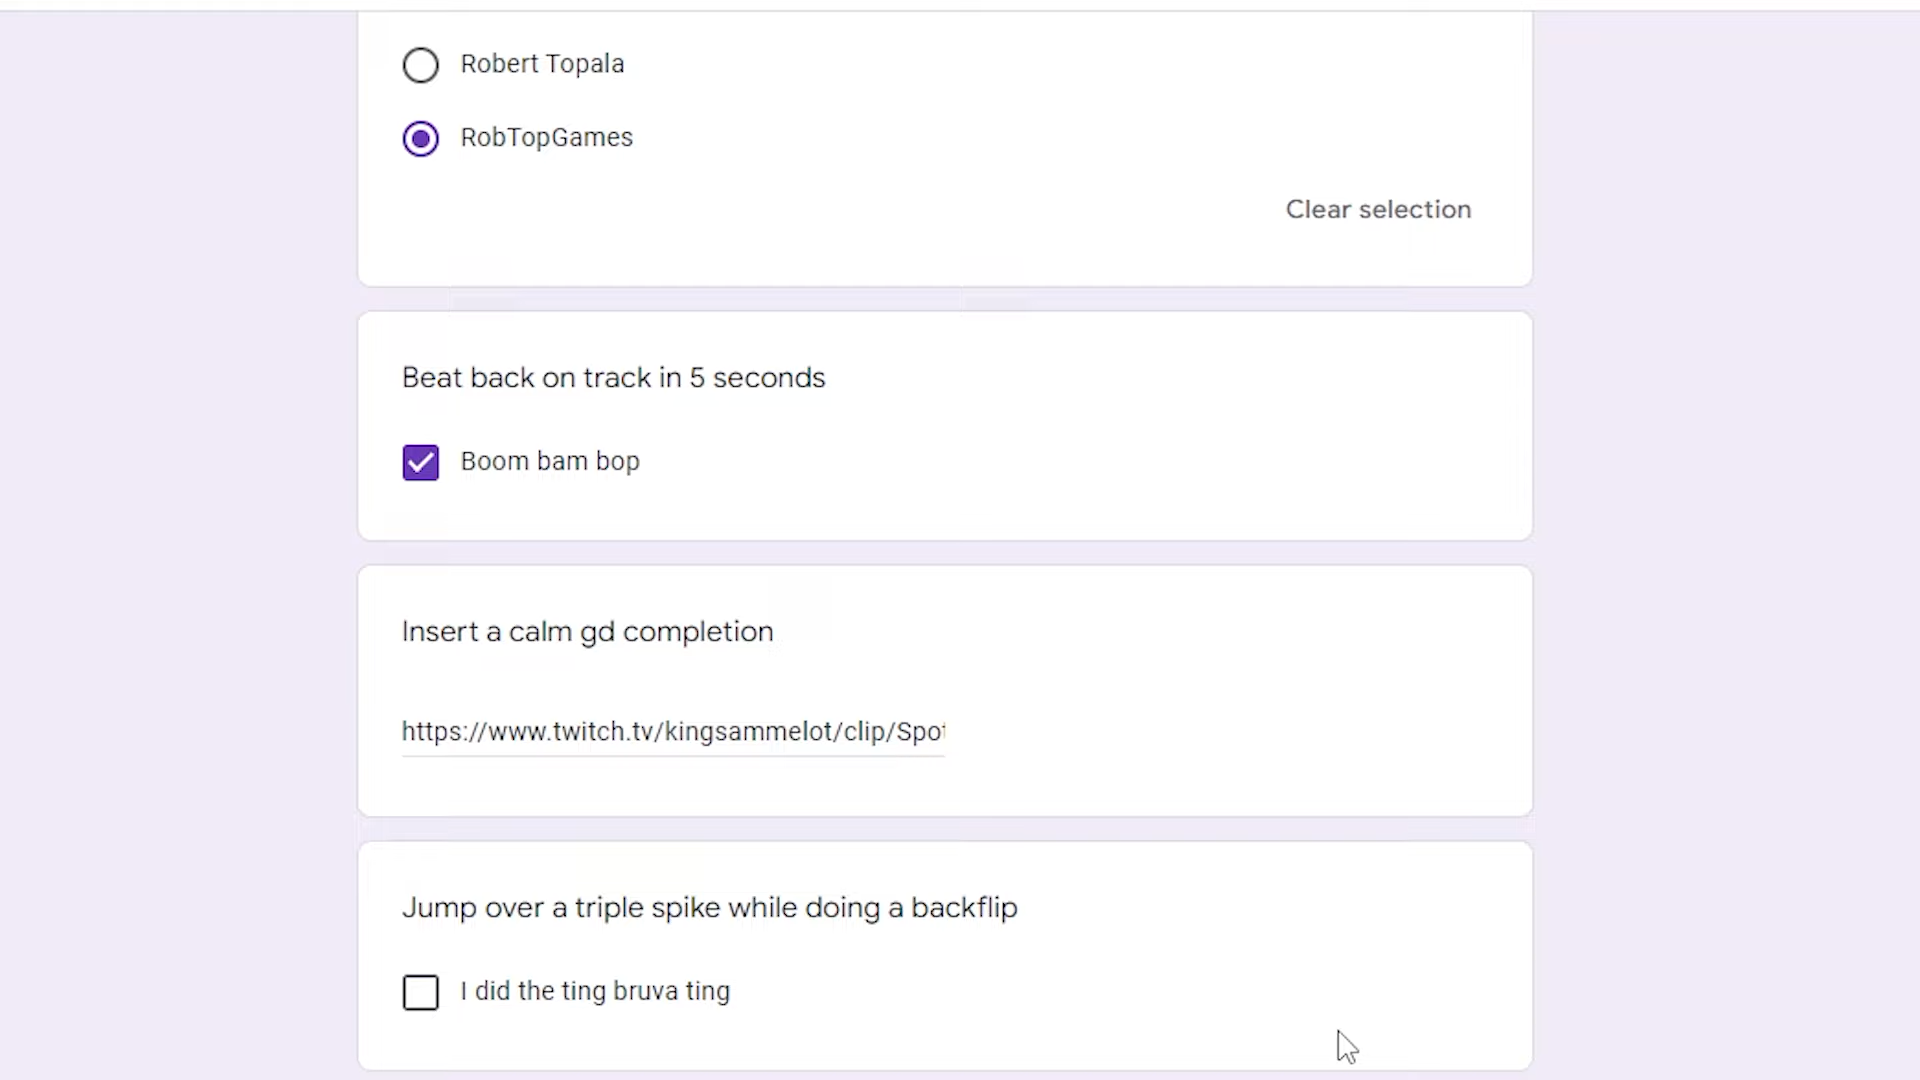 Robert Topala
RobTopGames
Clear selection
Beat back on track in 5 seconds
Boom bam bop
Insert a calm gd completion
https://www.twitch.tv/kingsammelot/clip/Spot
Jump over a triple spike while doing a backflip
I did the ting bruva ting